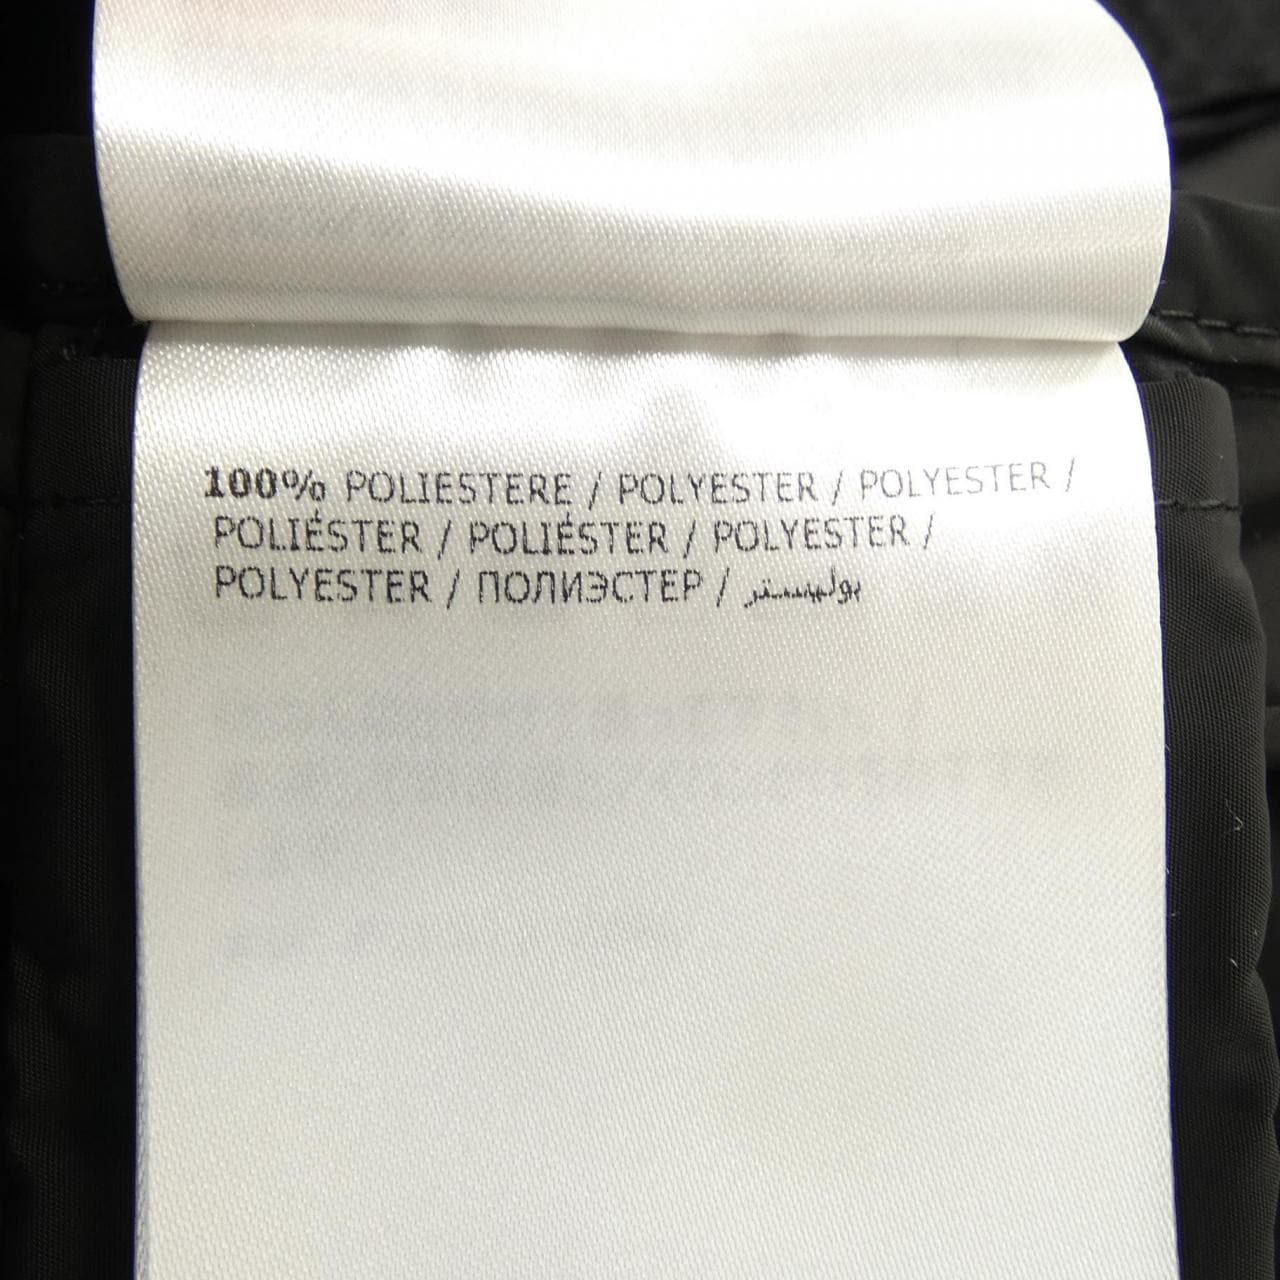 100% POLIESTERE / POLYESTER / POLYESTER /
POLIÉSTER / POLIÉSTER / POLYESTER /
POLYESTER / ПОЛИЭСТЕР / بوليستر